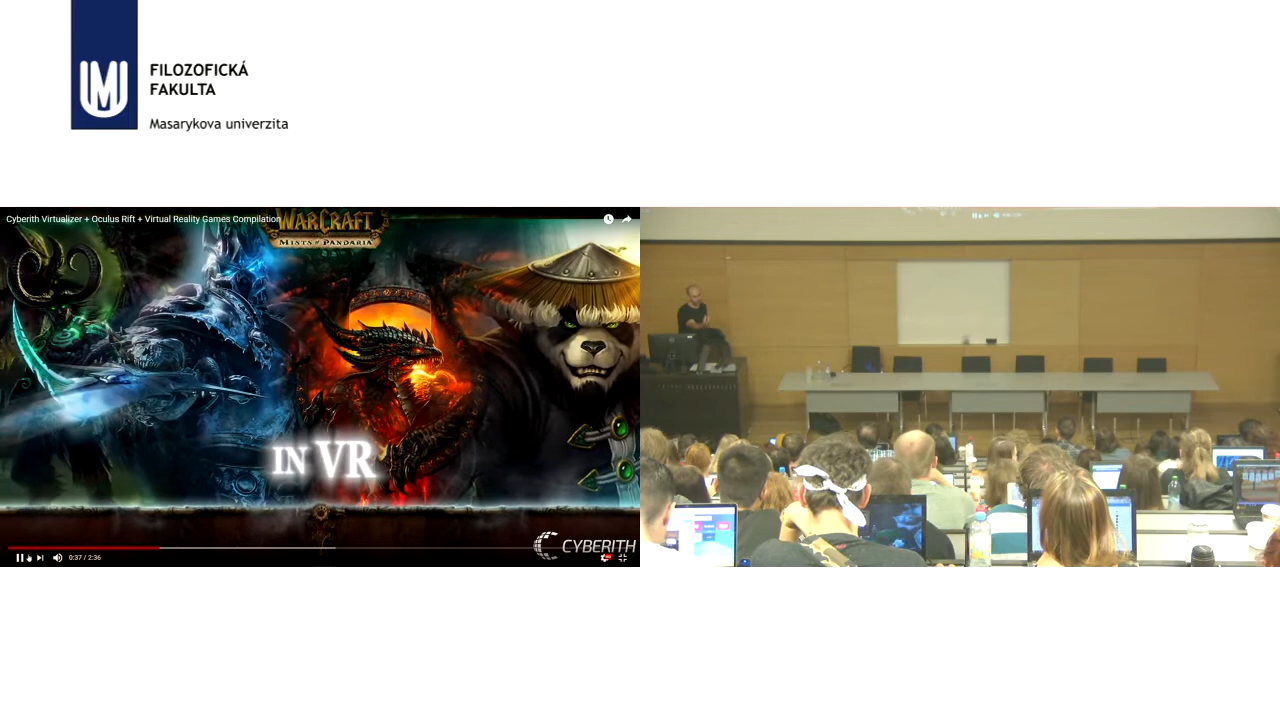 FILOZOFICKÁ
FAKULTA
Masarykova univerzita
Cyberith Virtualizer + Oculus Rift + Virtual Reality Games Compilation
WARCRAFT
MISTS OF PANDARIA
IN VR
CYBERITH
0:37 / 2:36